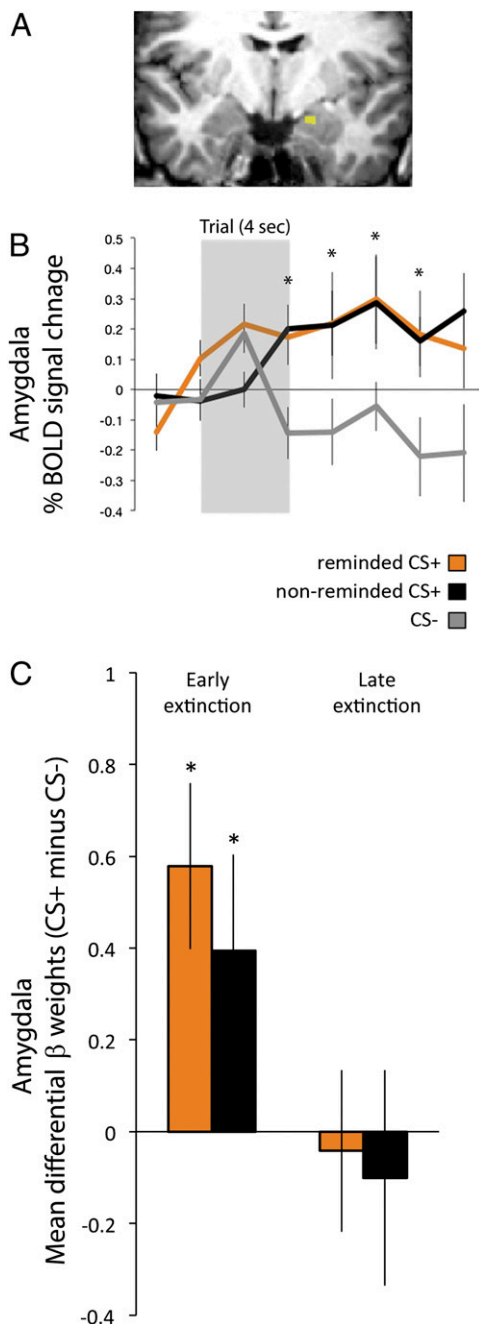 A
B
Trial (4 sec)
Amygdala
% BOLD signal chnage
0.5
0.4
0.3
0.2
0.1
0
-0.1
-0.2
-0.3
-0.4
*
*
*
*
reminded CS+
non-reminded CS+
CS-
C
Amygdala
Mean differential β weights (CS+ minus CS-)
1
0.8
0.6
0.4
0.2
0
-0.2
-0.4
Early
extinction
Late
extinction
*
*